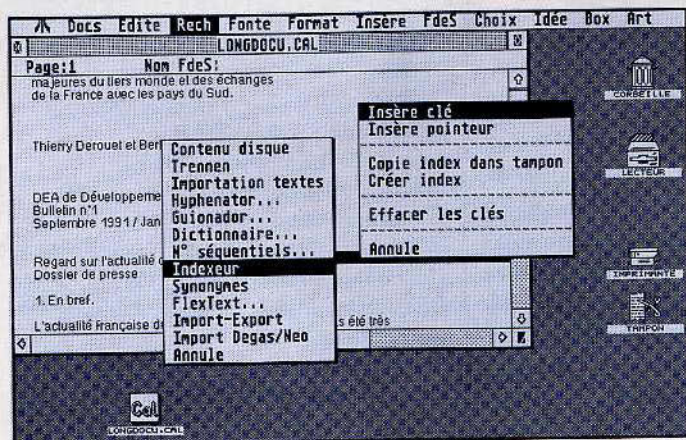 Docs Edite Rech Fonte Format Insère FdeS Choix Idée Box Art
LONGDOCU.CAL
Page:1 Nom FdeS:
majeures du tiers monde et des échanges
de la France avec les pays du Sud.
Thierry Derouet et Ber
DEA de Développeme
Bulletin n°1
Septembre 1991 / Jan
Regard sur l'actualité
Dossier de presse
1. En bref.
L'actualité Française d
s été très
Contenu disque
Trennen
Importation textes
Hyphenator...
Guionador...
Dictionnaire...
N° séquentiels...
Indexeur
Synonymes
FlexText...
Import-Export
Import Degas/Neo
Annule
Insère clé
Insère pointeur
Copie index dans tampon
Créer index
Effacer les clés
Annule
CORBEILLE
LECTEUR
IMPRIMANTE
TAMPON
Cal
LONGDOCU.CAL